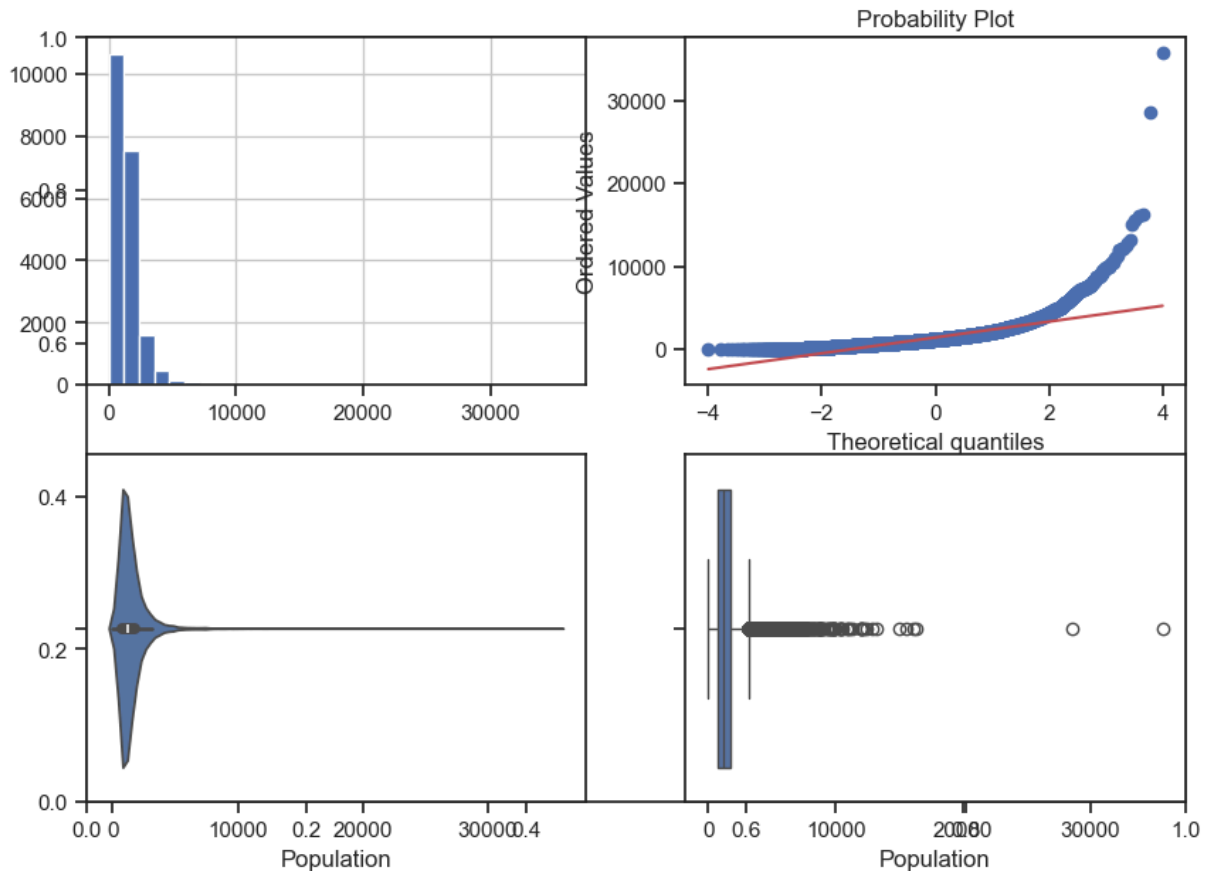 Probability Plot
1.0
10000
8000
0.8
6000
4000
2000
0.6
0
0 10000 20000 30000
Ordered Values
30000
20000
10000
0
−4 −2 0 2 4
Theoretical quantiles
0.4
0.2
0.0
0.0 0 10000 0.2 20000 30000 0.4
Population
0 0.6 10000 20000 0.8 30000 1.0
Population